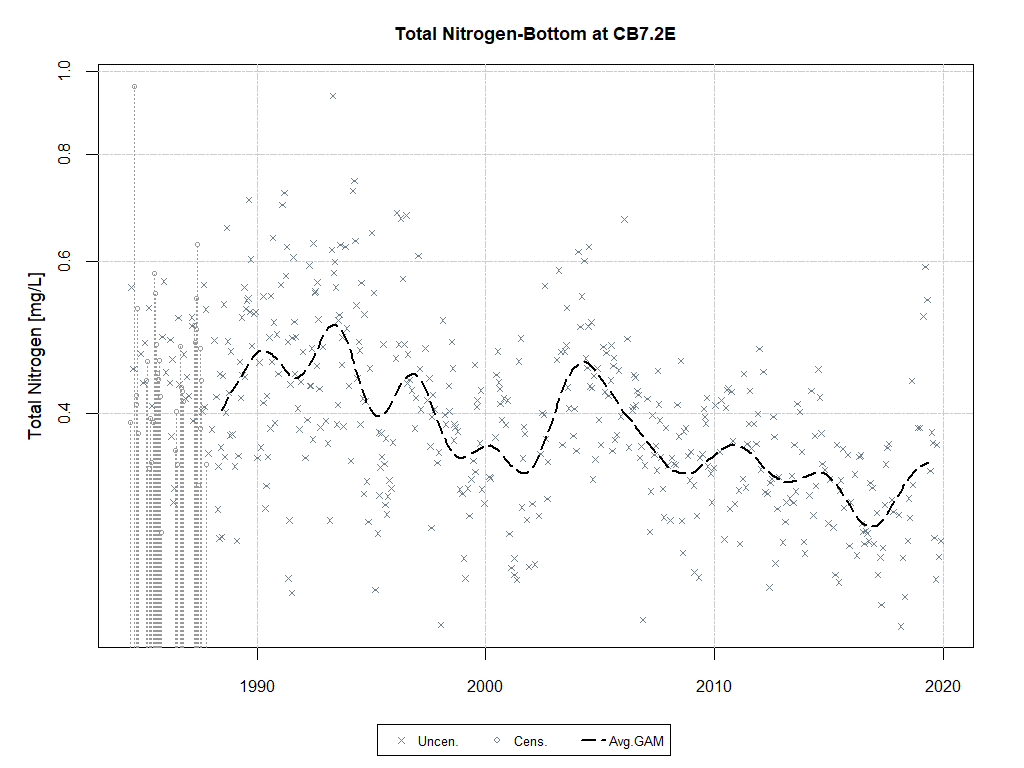 Total Nitrogen-Bottom at CB7.2E
Total Nitrogen [mg/L]
1.0
0.8
0.6
0.4
1990
2000
2010
2020
Uncen.
Cens.
Avg.GAM